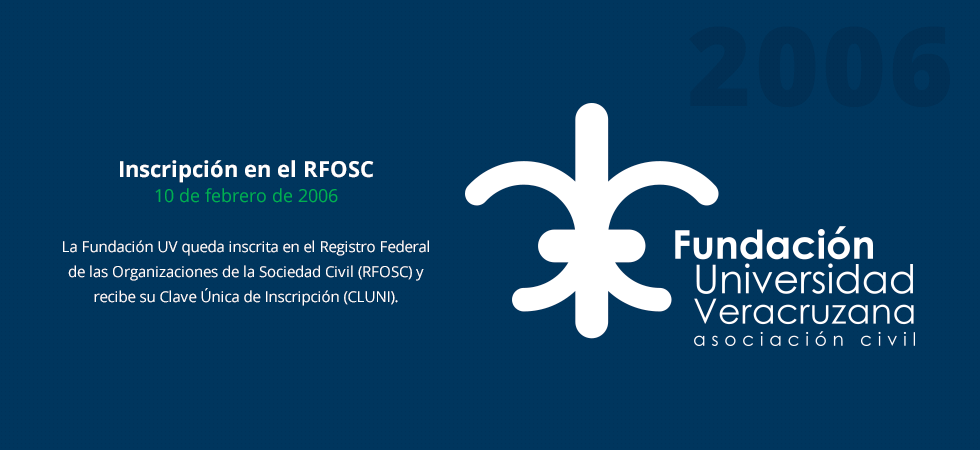 2006
Inscripción en el RFOSC
10 de febrero de 2006
La Fundación UV queda inscrita en el Registro Federal
de las Organizaciones de la Sociedad Civil (RFOSC) y
recibe su Clave Única de Inscripción (CLUNI).
Fundación
Universidad
Veracruzana
asociación civil